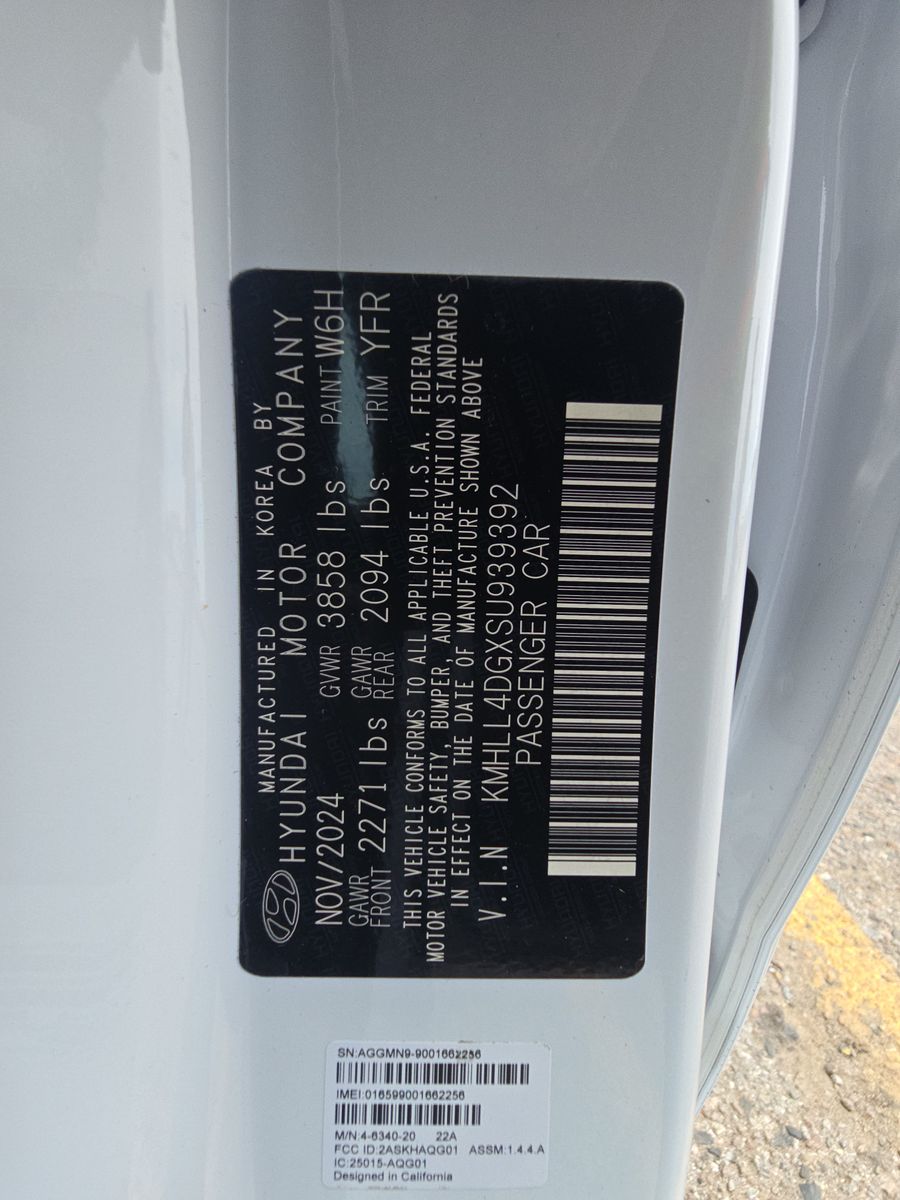 MANUFACTURED IN KOREA BY
HYUNDAI MOTOR COMPANY
NOV/2024 GVWR 3858 lbs PAINT W6H
GAWR FRONT 2271 lbs GAWR REAR 2094 lbs TRIM YFR
THIS VEHICLE CONFORMS TO ALL APPLICABLE U.S.A. FEDERAL
MOTOR VEHICLE SAFETY, BUMPER, AND THEFT PREVENTION STANDARDS
IN EFFECT ON THE DATE OF MANUFACTURE SHOWN ABOVE
V.I.N KMHLL4DGXSU939392
PASSENGER CAR
SN:AGGMN9-9001662256
IMEI:016599001662256
M/N:4-6340-20 22A
FCC ID:2ASKHAQG01 ASSM:1.4.4.A
IC:25015-AQG01
Designed in California